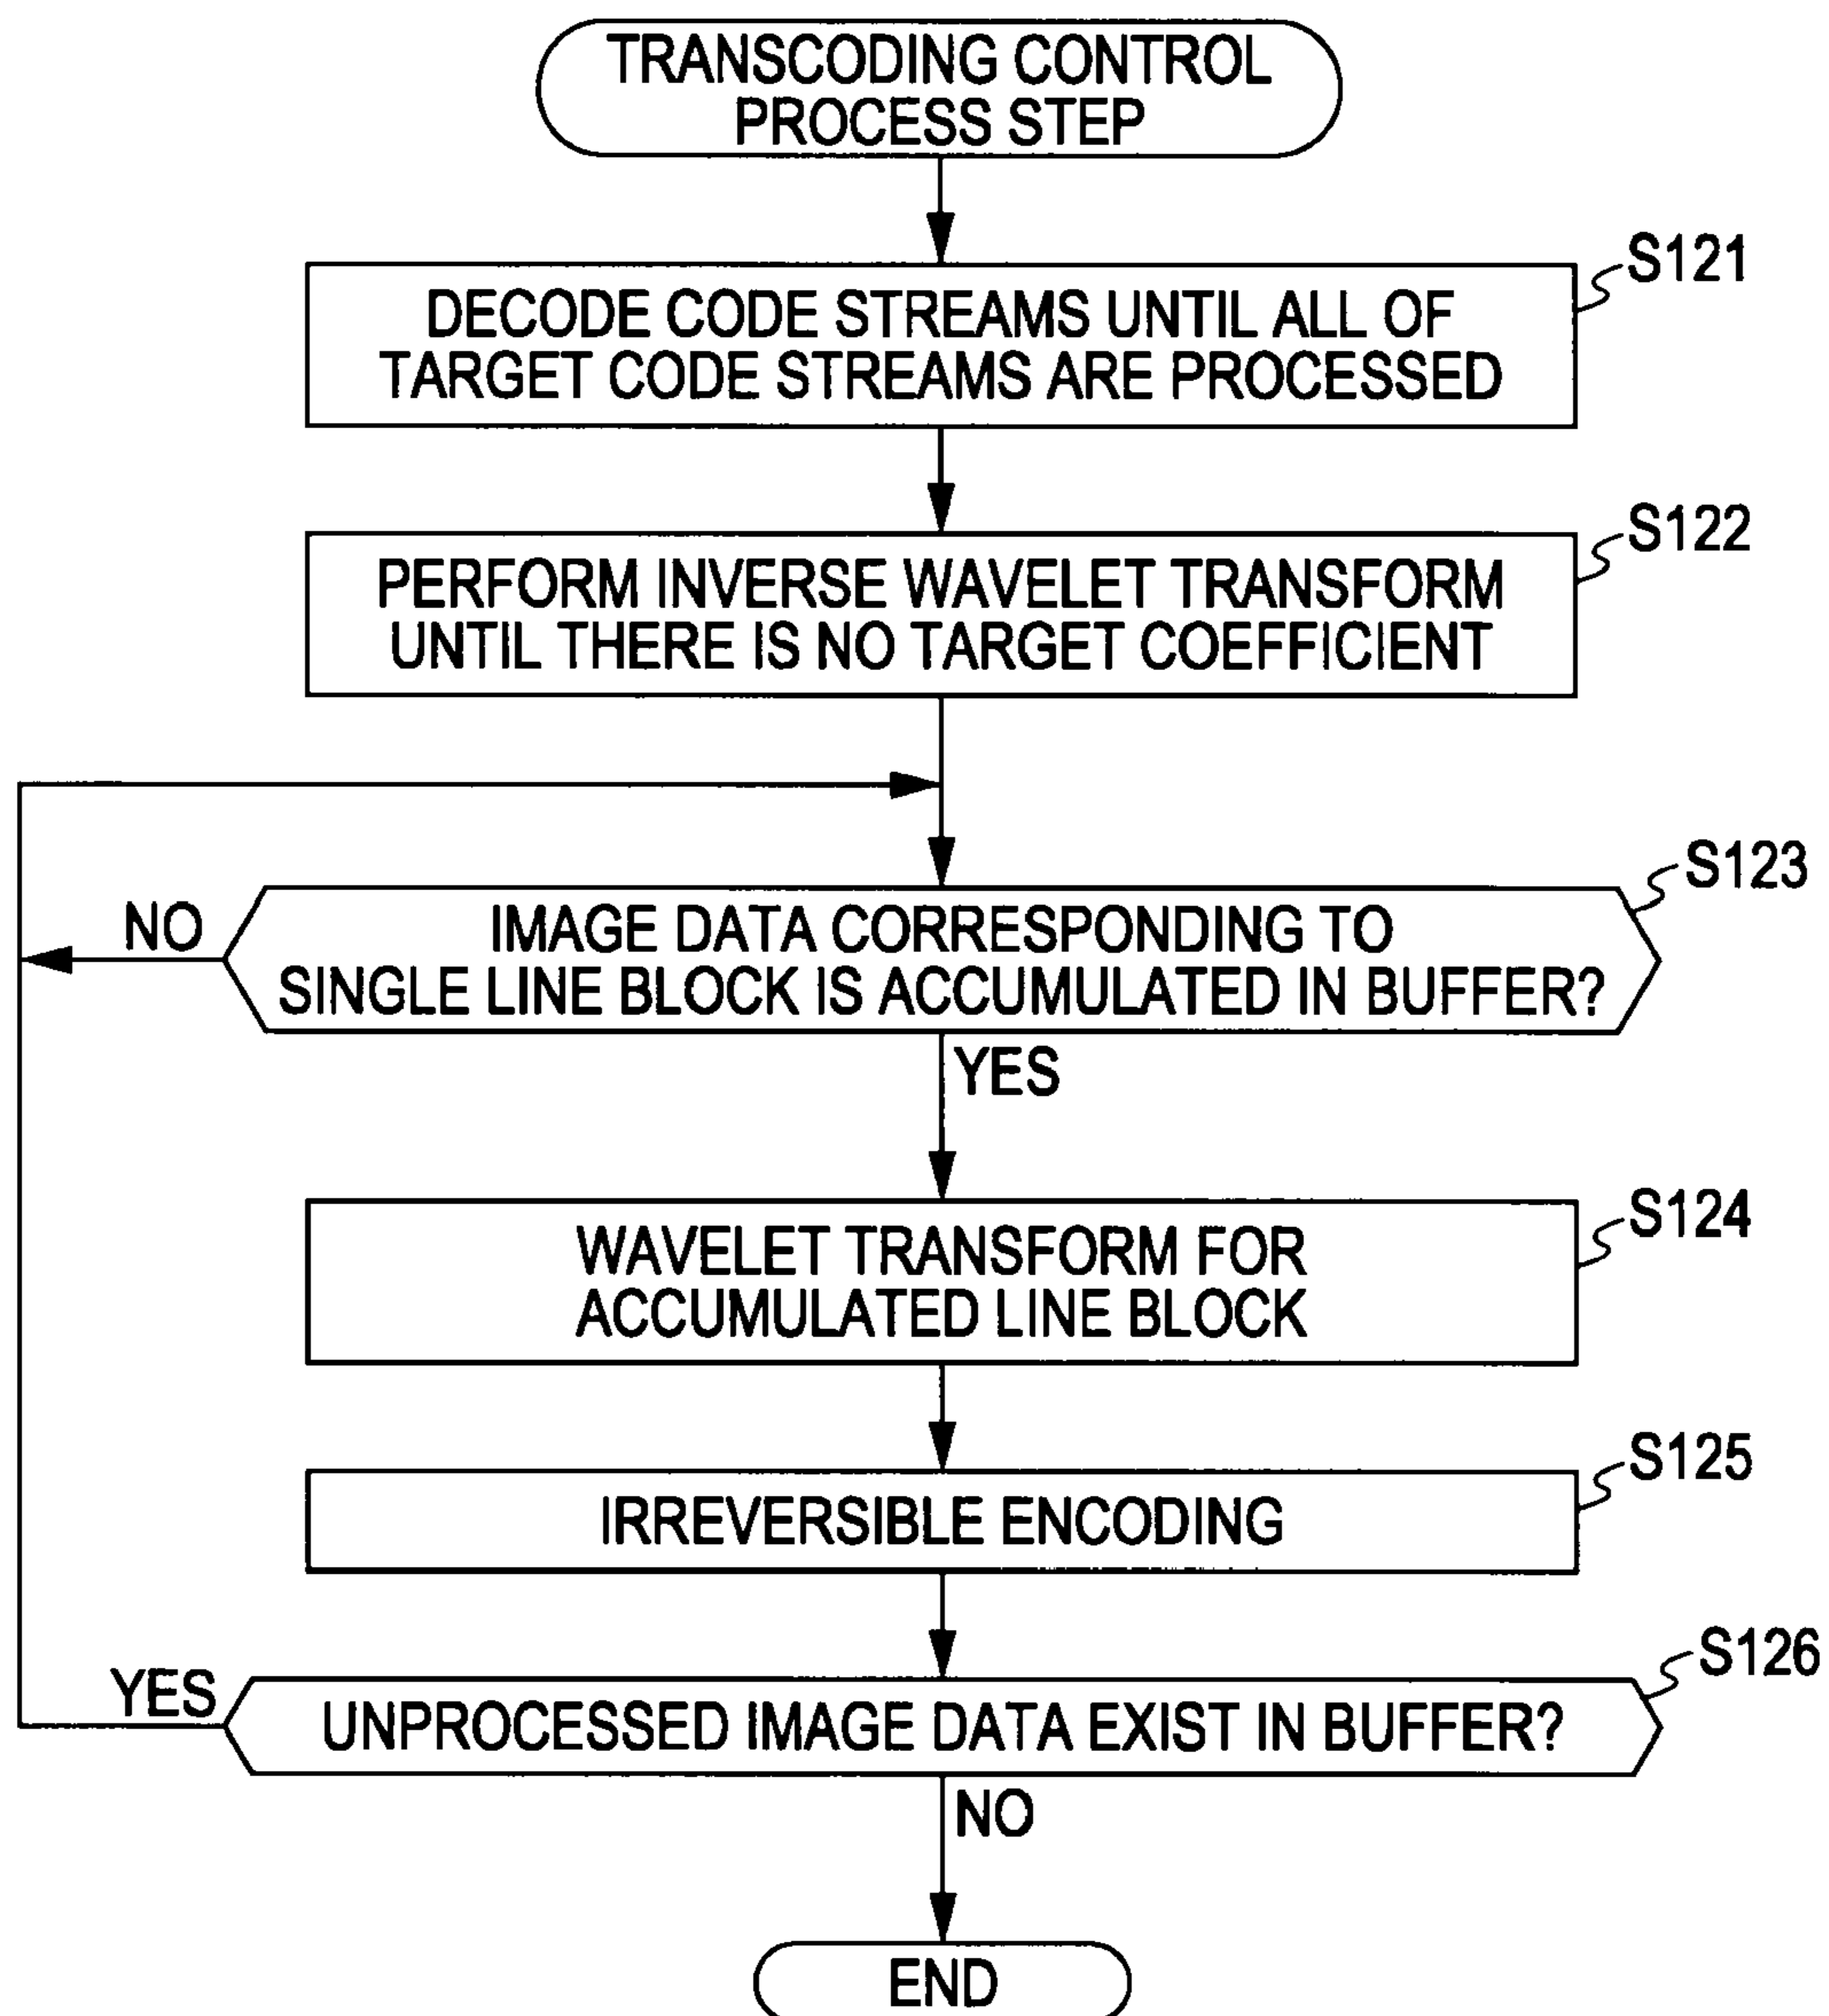 TRANSCODING CONTROL
PROCESS STEP
S121
DECODE CODE STREAMS UNTIL ALL OF
TARGET CODE STREAMS ARE PROCESSED
S122
PERFORM INVERSE WAVELET TRANSFORM
UNTIL THERE IS NO TARGET COEFFICIENT
S123
NO
IMAGE DATA CORRESPONDING TO
SINGLE LINE BLOCK IS ACCUMULATED IN BUFFER?
YES
S124
WAVELET TRANSFORM FOR
ACCUMULATED LINE BLOCK
S125
IRREVERSIBLE ENCODING
S126
YES
UNPROCESSED IMAGE DATA EXIST IN BUFFER?
NO
END